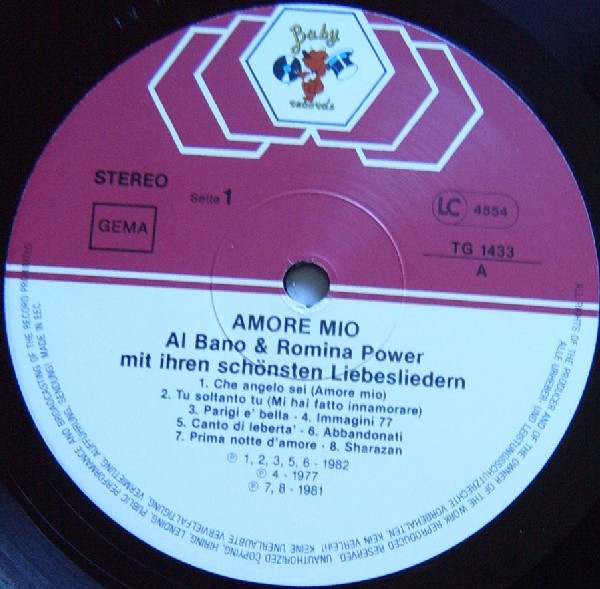 Baby
records
STEREO
Seite 1
GEMA
LC 4554
TG 1433
A
AMORE MIO
Al Bano & Romina Power
mit ihren schönsten Liebesliedern
1. Che angelo sei (Amore mio)
2. Tu soltanto tu (Mi hai fatto innamorare)
3. Parigi e' bella - 4. Immagini 77
5. Canto di leberta' - 6. Abbandonati
7. Prima notte d'amore - 8. Sharazan
℗ 1, 2, 3, 5, 6 - 1982
℗ 4 - 1977
℗ 7, 8 - 1981
ALL RIGHTS OF THE PRODUCER AND OF THE OWNER OF THE WORK REPRODUCED RESERVED. COPYING, HIRING, LENDING, PUBLIC PERFORMANCE AND BROADCASTING OF THE RECORD PROHIBITED
ALLE URHEBER- UND LEISTUNGSSCHUTZRECHTE VORBEHALTEN. KEIN VERLEIH! KEINE UNERLAUBTE VERVIELFÄLTIGUNG, VERMIETUNG, AUFFÜHRUNG, SENDUNG! MADE IN EEC.